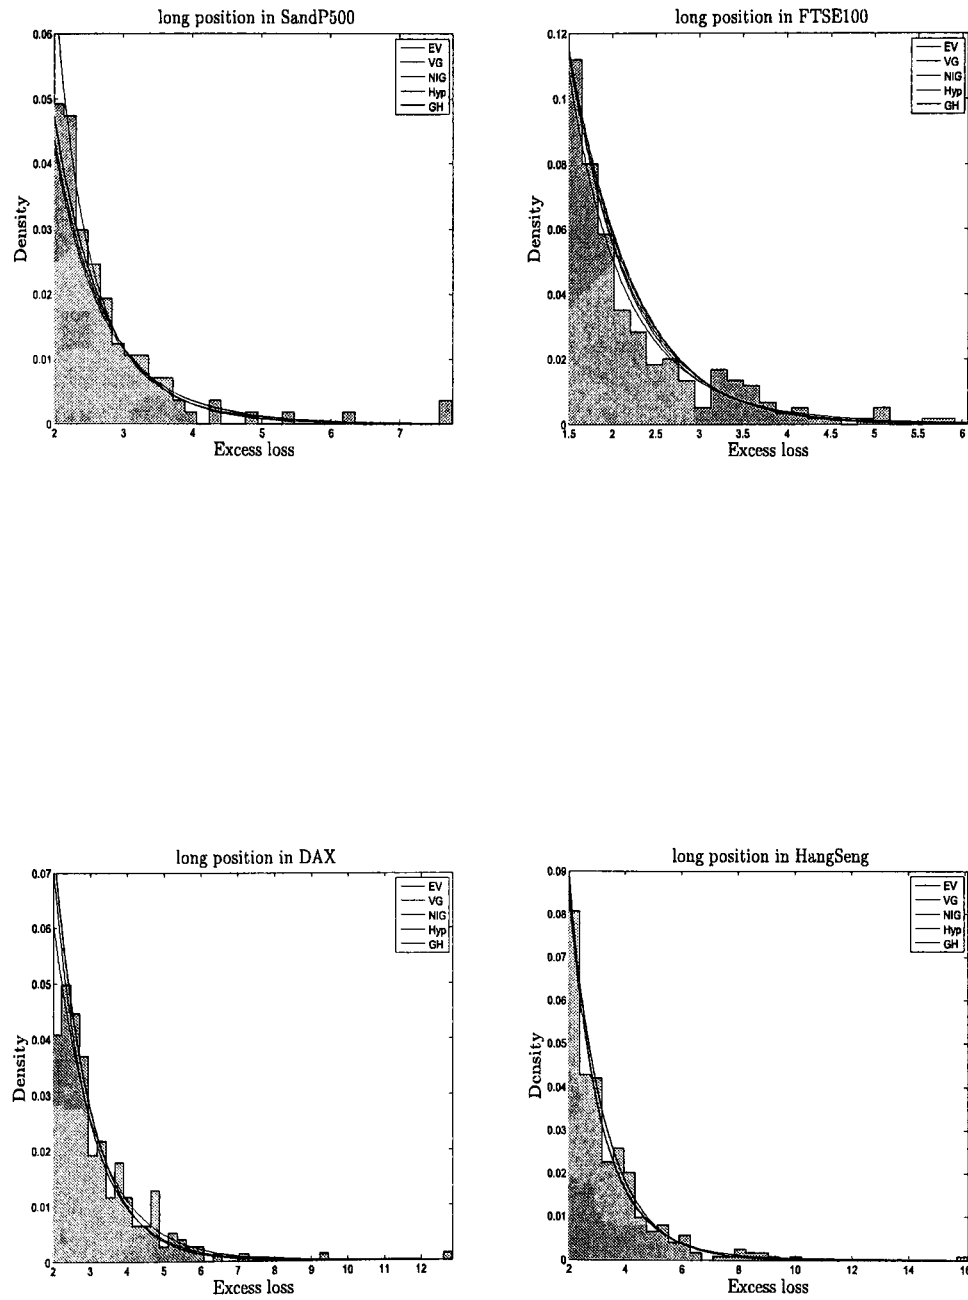 long position in SandP500
0.06
0.05
0.04
0.03
0.02
0.01
0
Density
EV
VG
NIG
Hyp
GH
2 3 4 5 6 7
Excess loss
long position in FTSE100
0.12
0.1
0.08
0.06
0.04
0.02
0
Density
EV
VG
NIG
Hyp
GH
1.5 2 2.5 3 3.5 4 4.5 5 5.5 6
Excess loss
long position in DAX
0.07
0.06
0.05
0.04
0.03
0.02
0.01
0
Density
EV
VG
NIG
Hyp
GH
2 3 4 5 6 7 8 9 10 11 12
Excess loss
long position in HangSeng
0.09
0.08
0.07
0.06
0.05
0.04
0.03
0.02
0.01
0
Density
EV
VG
NIG
Hyp
GH
2 4 6 8 10 12 14 16
Excess loss